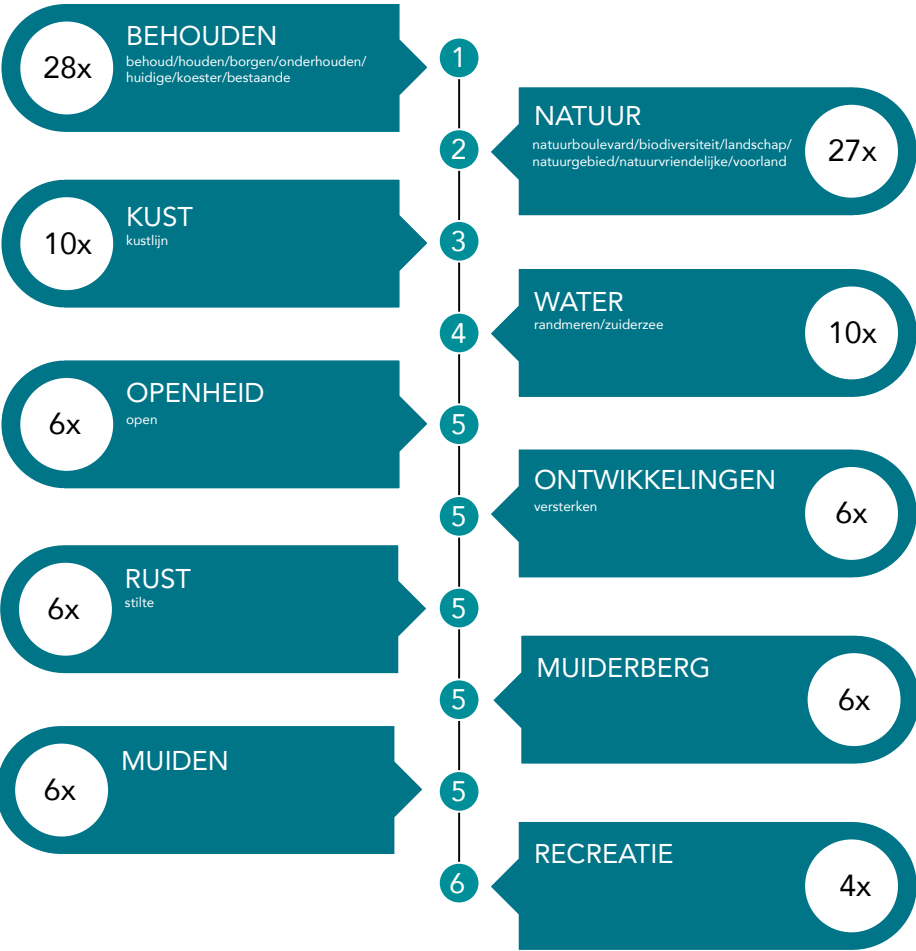 28x
BEHOUDEN
behoud/houden/borgen/onderhouden/
huidige/koester/bestaande
1
NATUUR
natuurboulevard/biodiversiteit/landschap/
natuurgebied/natuurvriendelijke/voorland
27x
2
10x
KUST
kustlijn
3
WATER
randmeren/zuiderzee
10x
4
6x
OPENHEID
open
5
ONTWIKKELINGEN
versterken
6x
5
6x
RUST
stilte
5
MUIDERBERG
6x
5
6x
MUIDEN
5
RECREATIE
4x
6